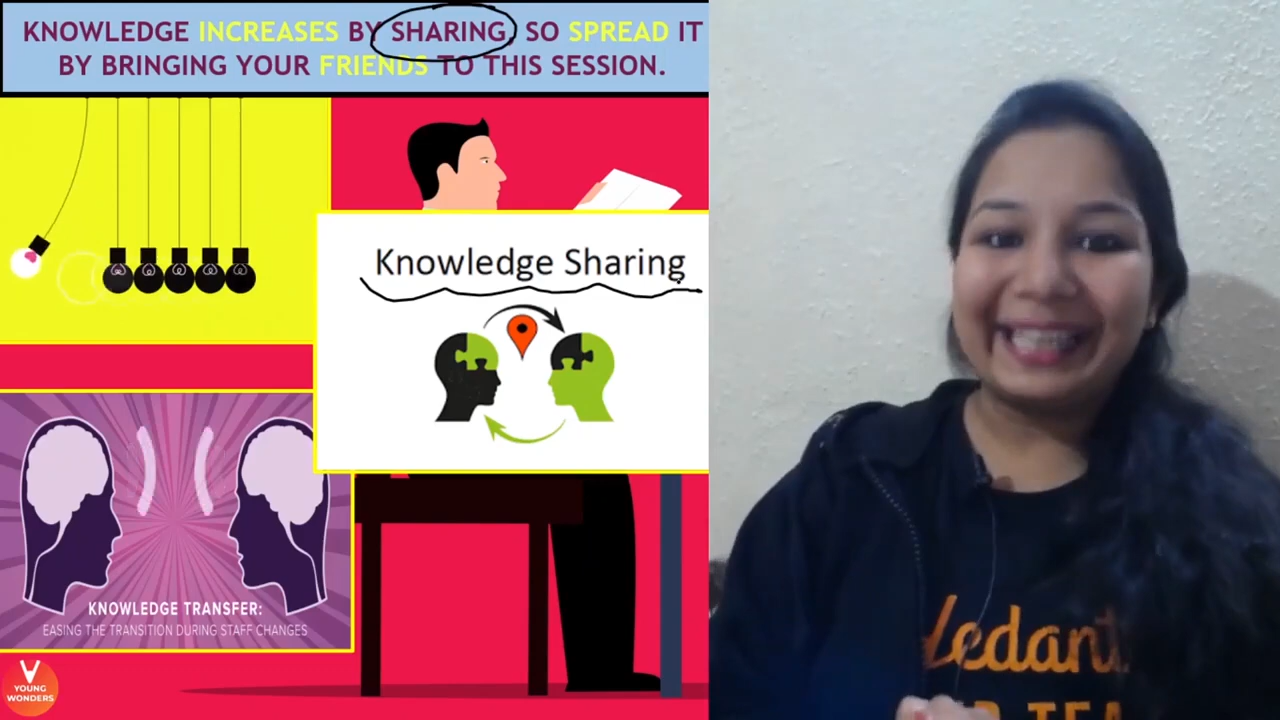 KNOWLEDGE INCREASES BY SHARING, SO SPREAD IT
BY BRINGING YOUR FRIENDS TO THIS SESSION.
Knowledge Sharing
KNOWLEDGE TRANSFER:
EASING THE TRANSITION DURING STAFF CHANGES
V
YOUNG
WONDERS